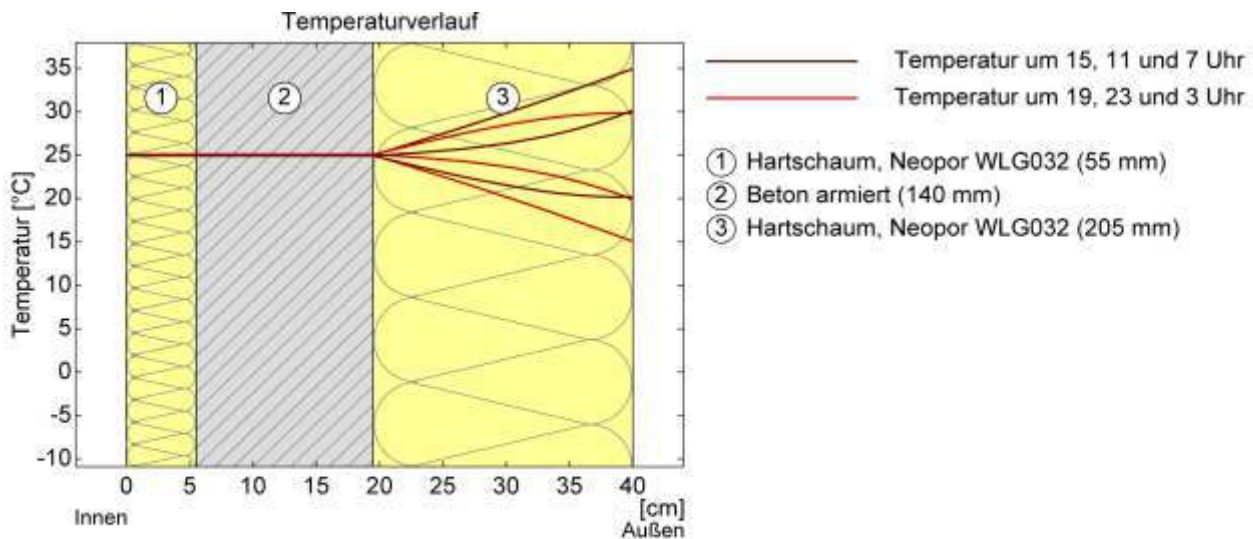 Temperaturverlauf
Temperatur [°C]
35
30
25
20
15
10
5
0
-5
-10
1
2
3
0 5 10 15 20 25 30 35 40
[cm]
Innen
Außen
Temperatur um 15, 11 und 7 Uhr
Temperatur um 19, 23 und 3 Uhr
1 Hartschaum, Neopor WLG032 (55 mm)
2 Beton armiert (140 mm)
3 Hartschaum, Neopor WLG032 (205 mm)